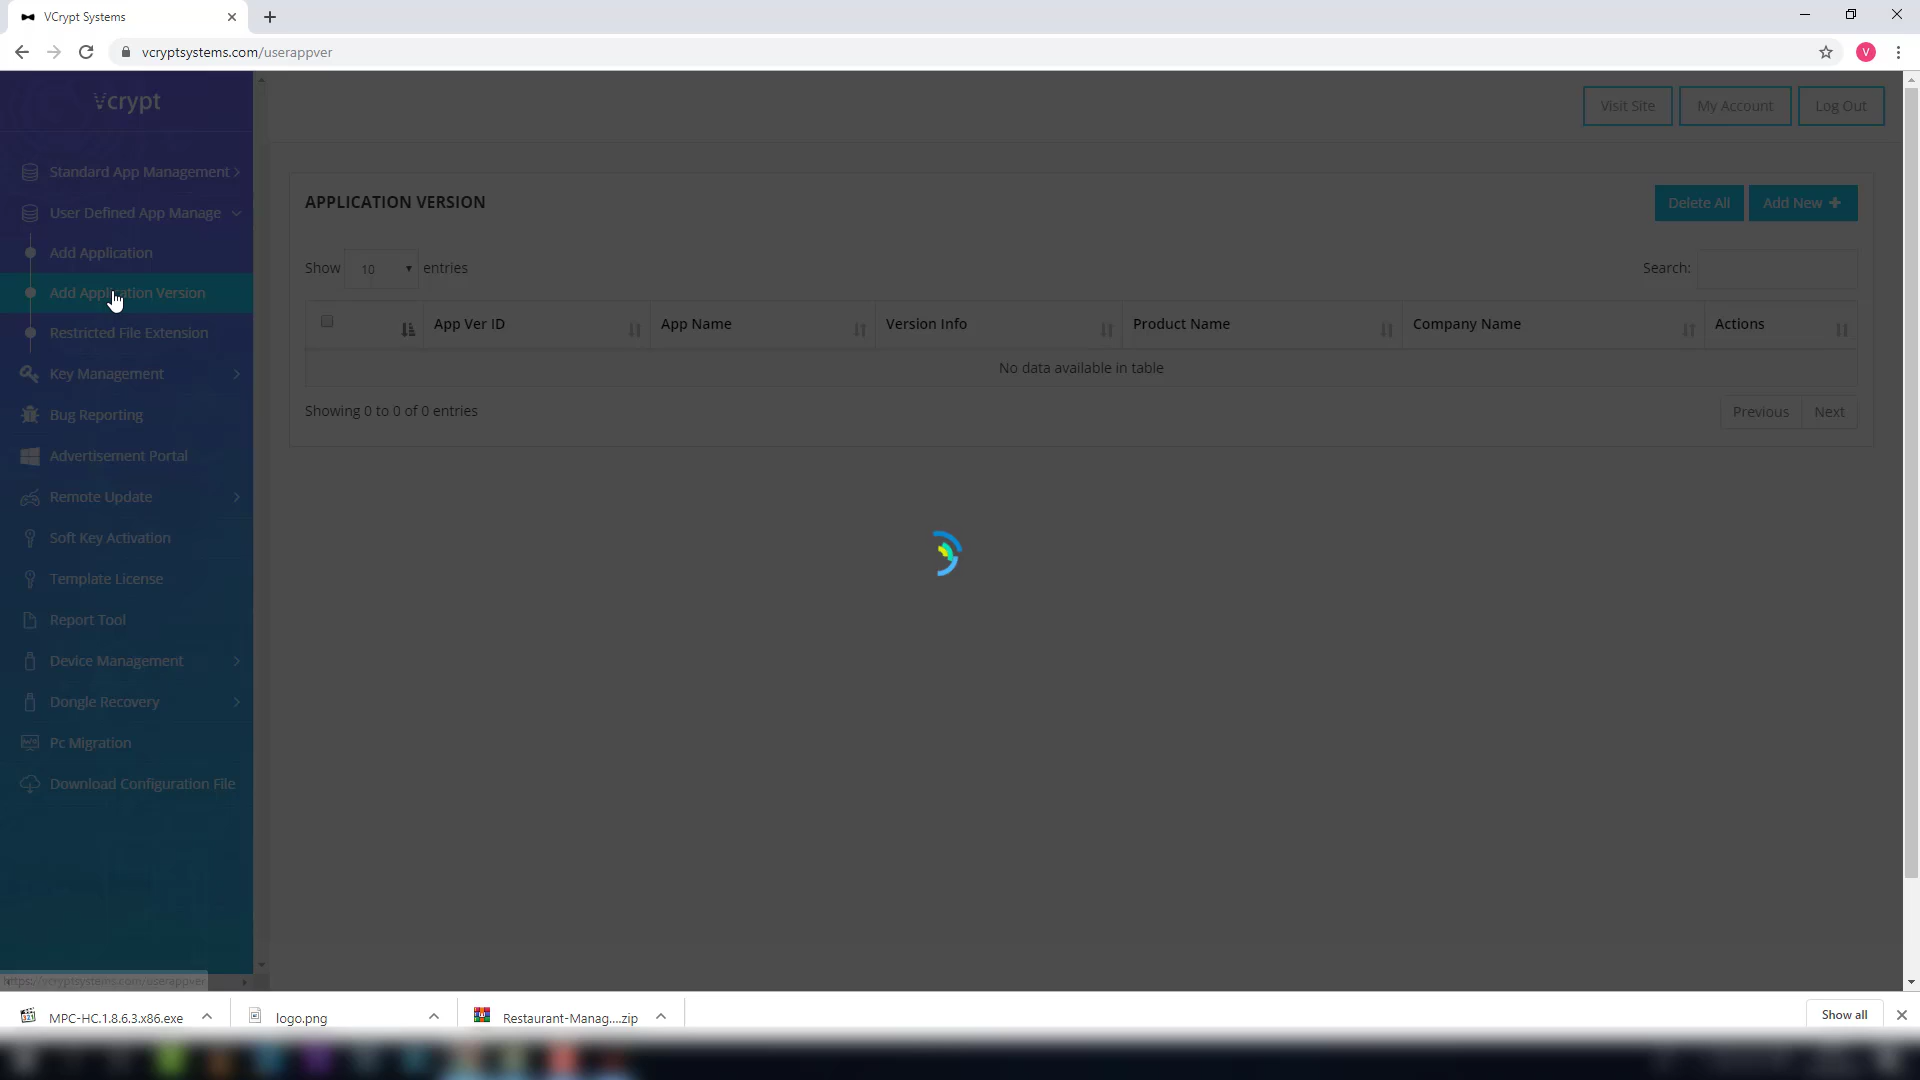 VCrypt Systems
vcryptsystems.com/userappver
V
Vcrypt
Visit Site
My Account
Log Out
Standard App Management
User Defined App Manage
Add Application
Add Application Version
Restricted File Extension
Key Management
Bug Reporting
Advertisement Portal
Remote Update
Soft Key Activation
Template License
Report Tool
Device Management
Dongle Recovery
Pc Migration
Download Configuration File
APPLICATION VERSION
Delete All
Add New +
Show 10 entries
Search:
App Ver ID
App Name
Version Info
Product Name
Company Name
Actions
No data available in table
Showing 0 to 0 of 0 entries
Previous
Next
https://vcryptsystems.com/userappver
MPC-HC.1.8.6.3.x86.exe
logo.png
Restaurant-Manag....zip
Show all